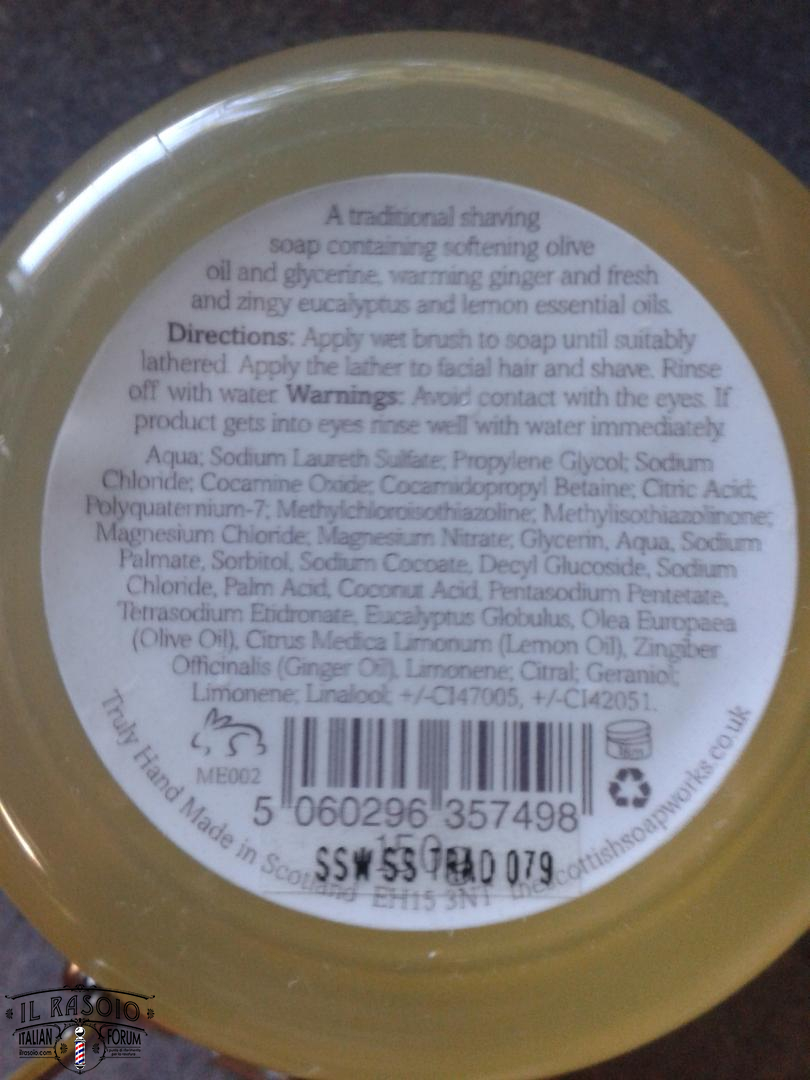 A traditional shaving
soap containing softening olive
oil and glycerine, warming ginger and fresh
and zingy eucalyptus and lemon essential oils.
Directions: Apply wet brush to soap until suitably
lathered. Apply the lather to facial hair and shave. Rinse
off with water. Warnings: Avoid contact with the eyes. If
product gets into eyes rinse well with water immediately.
Aqua; Sodium Laureth Sulfate; Propylene Glycol; Sodium
Chloride; Cocamine Oxide; Cocamidopropyl Betaine; Citric Acid;
Polyquaternium-7; Methylchloroisothiazoline; Methylisothiazolinone;
Magnesium Chloride; Magnesium Nitrate; Glycerin, Aqua, Sodium
Palmate, Sorbitol, Sodium Cocoate, Decyl Glucoside, Sodium
Chloride, Palm Acid, Coconut Acid, Pentasodium Pentetate,
Tetrasodium Etidronate, Eucalyptus Globulus, Olea Europaea
(Olive Oil), Citrus Medica Limonum (Lemon Oil), Zingiber
Officinalis (Ginger Oil), Limonene; Citral; Geraniol;
Limonene; Linalool; +/-CI47005, +/-CI42051.
ME002
18m
5 060296 357498
150g
SSW SS TRAD 079
Truly Hand Made in Scotland EH15 3NT thescottishsoapworks.co.uk
IL RASOIO
ITALIAN FORUM
ilrasoio.com